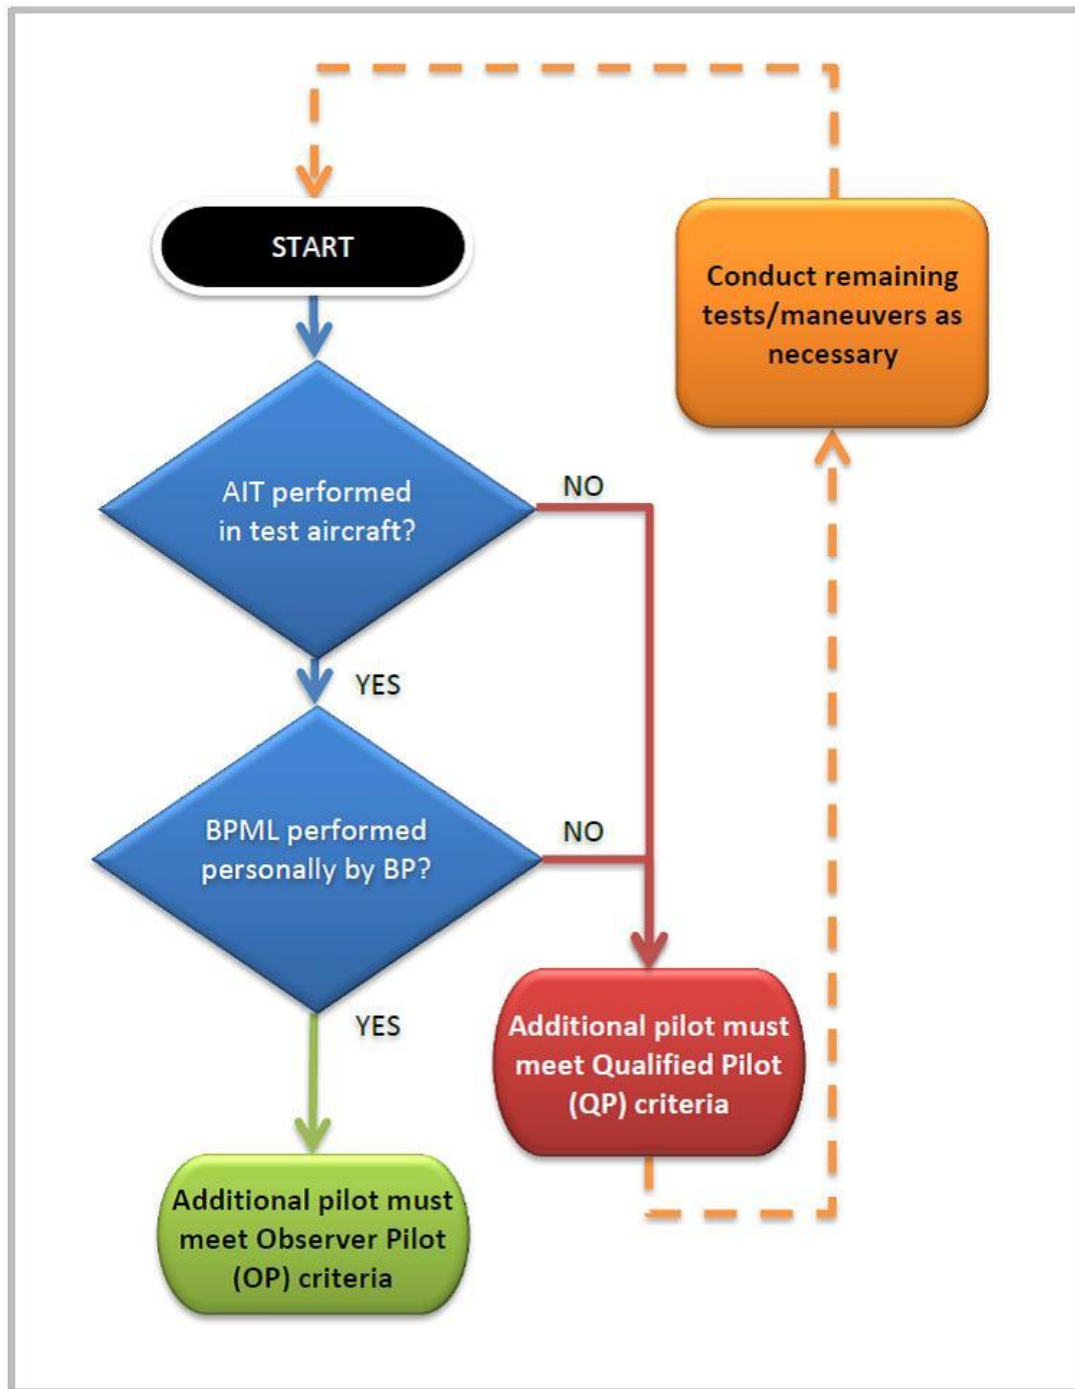 START
Conduct remaining
tests/maneuvers as
necessary
AIT performed
in test aircraft?
NO
YES
BPML performed
personally by BP?
NO
YES
Additional pilot must
meet Qualified Pilot
(QP) criteria
Additional pilot must
meet Observer Pilot
(OP) criteria